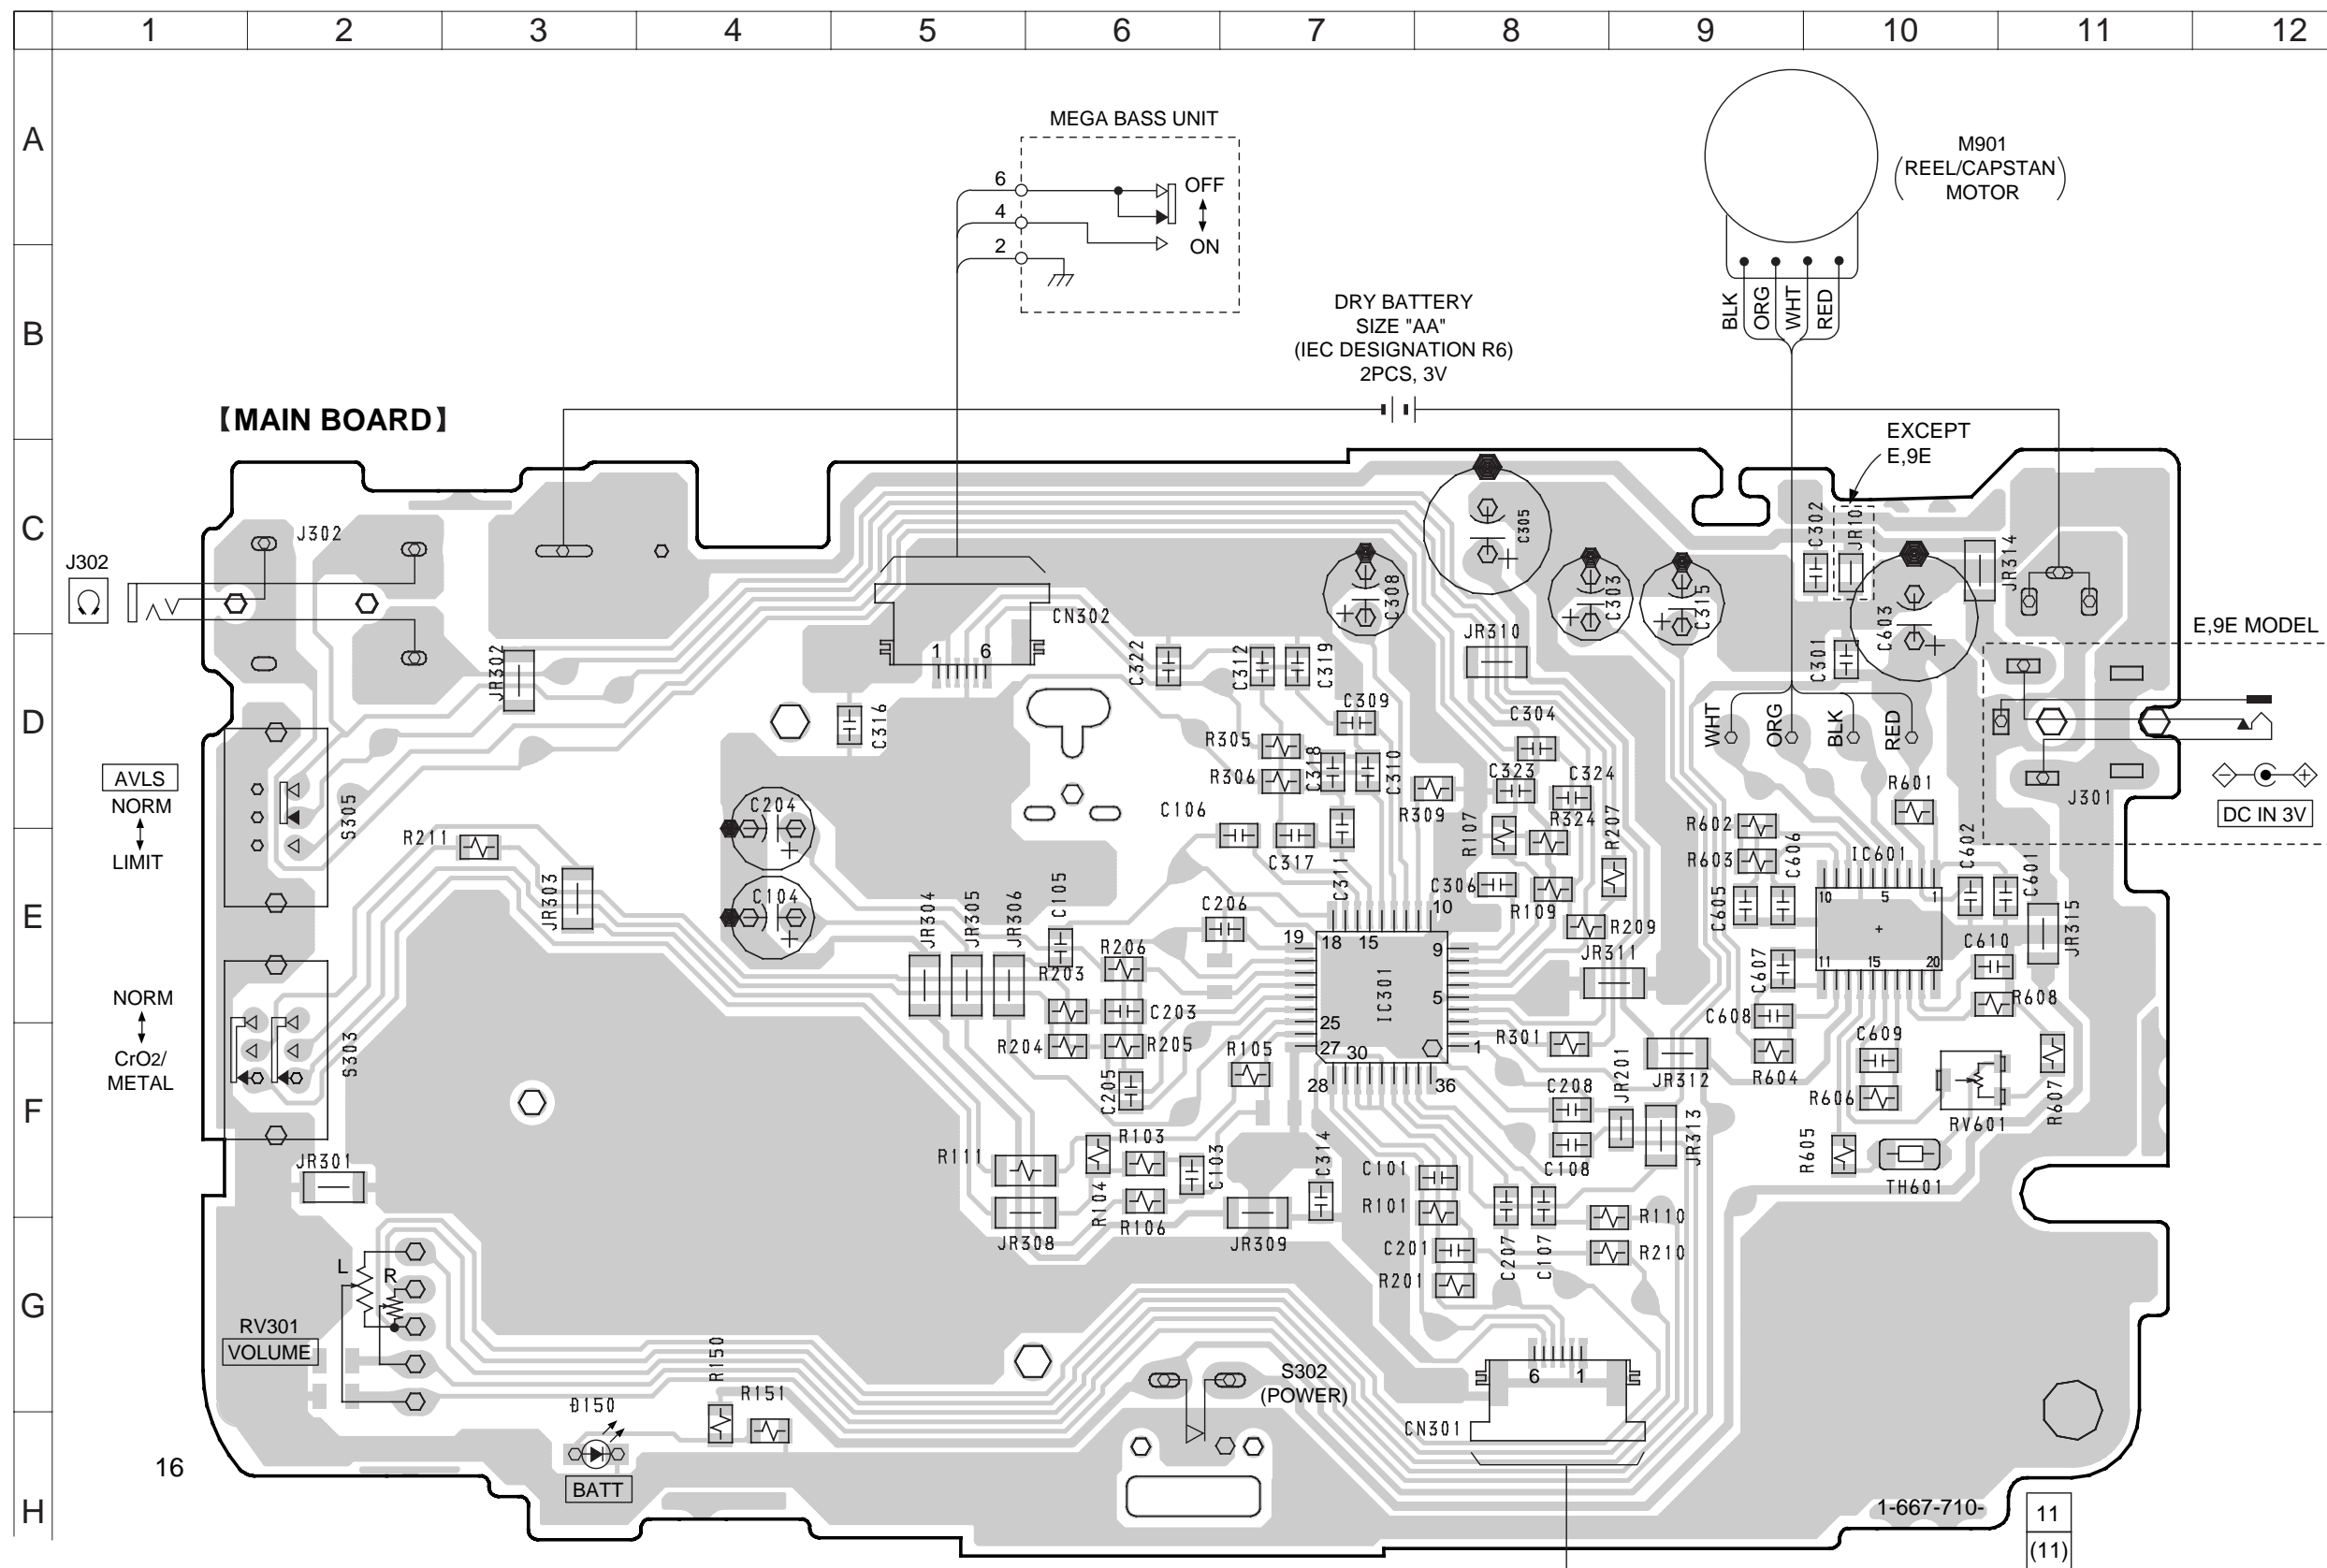 1 2 3 4 5 6 7 8 9 10 11 12
A
B
C
D
E
F
G
H
MEGA BASS UNIT
6
4
2
OFF
ON
M901
(REEL/CAPSTAN MOTOR)
BLK ORG WHT RED
DRY BATTERY
SIZE "AA"
(IEC DESIGNATION R6)
2PCS, 3V
【MAIN BOARD】
EXCEPT
E,9E
J302
J302
C305
C302
JR101
JR314
C308
C303
C315
C603
CN302
1 6
JR310
E,9E MODEL
JR302
C322
C312
C319
C301
C316
C309
C304
WHT ORG BLK RED
R305
R306
C318
C310
C323
C324
R601
J301
DC IN 3V
AVLS
NORM
LIMIT
S305
C204
C106
R309
R107
R324
R207
R602
R603
C606
IC601
C602
C601
R211
C317
C311
JR303
C104
JR304
JR305
JR306
C105
C206
C306
R109
R209
C605
10 5 1
10
19 18 15
9
R206
R203
JR311
C607
11 15 20
C610
JR315
NORM
CrO2/
METAL
S303
C203
IC301
5
R608
25
C608
C609
R204
R205
R105
27 30
1
R301
JR312
R604
28 36
C205
C208
JR201
R606
RV601
R607
JR313
R111
R103
C103
C314
C101
C108
R605
TH601
JR301
R104
R106
R101
R110
JR308
JR309
C201
C207
C107
R210
R201
L
R
RV301
VOLUME
R150
R151
D150
BATT
S302
(POWER)
6 1
CN301
16
1-667-710-
11
(11)